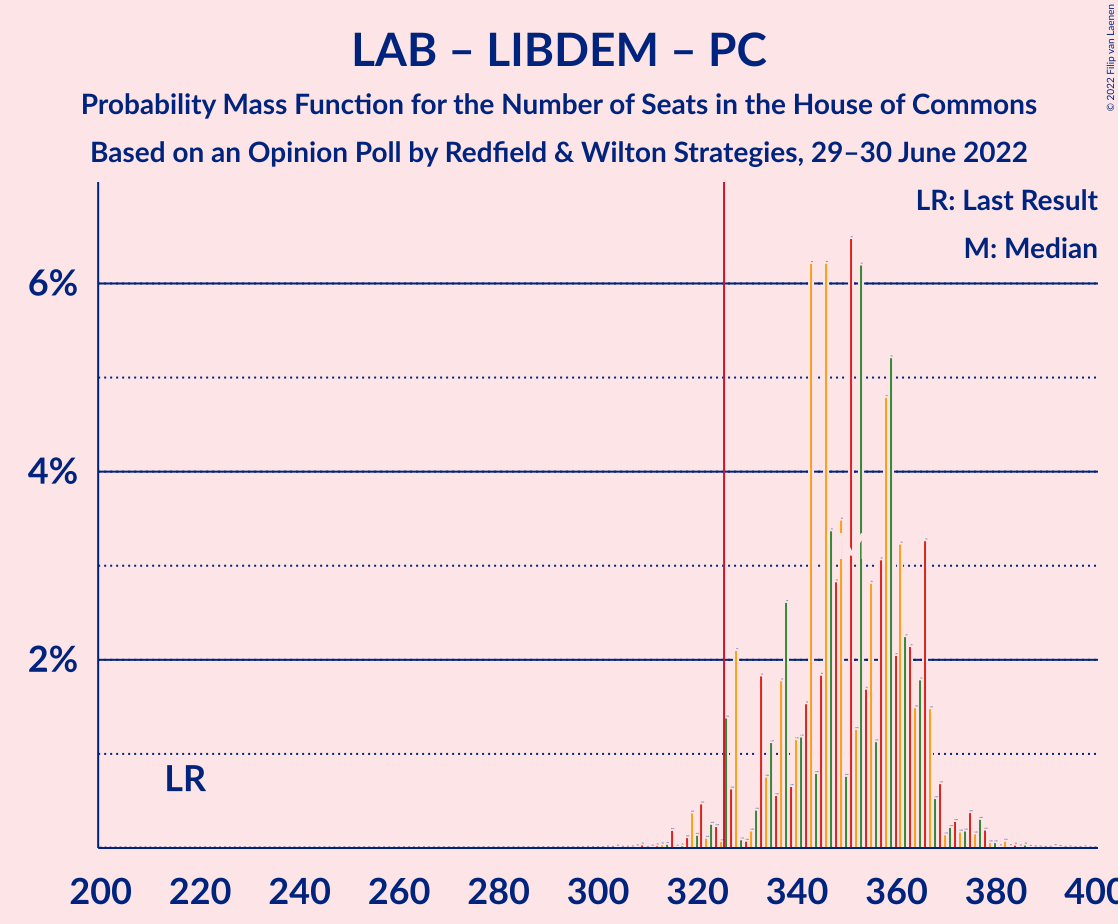 © 2022 Filip van Laenen
LAB – LIBDEM – PC
Probability Mass Function for the Number of Seats in the House of Commons
Based on an Opinion Poll by Redfield & Wilton Strategies, 29–30 June 2022
LR: Last Result
M: Median
6%
4%
2%
LR
200 220 240 260 280 300 320 340 360 380 400